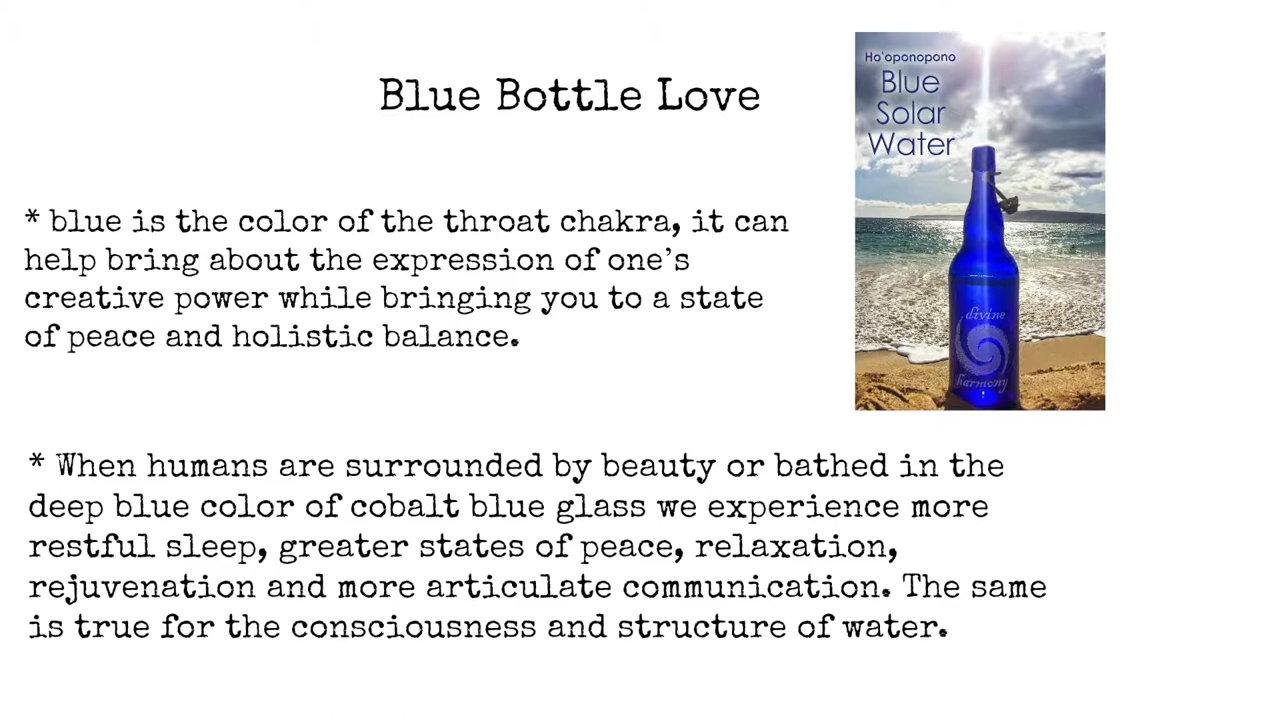 Blue Bottle Love
Ho'oponopono
Blue
Solar
Water
* blue is the color of the throat chakra, it can
help bring about the expression of one's
creative power while bringing you to a state
of peace and holistic balance.
divine
harmony
* When humans are surrounded by beauty or bathed in the
deep blue color of cobalt blue glass we experience more
restful sleep, greater states of peace, relaxation,
rejuvenation and more articulate communication. The same
is true for the consciousness and structure of water.